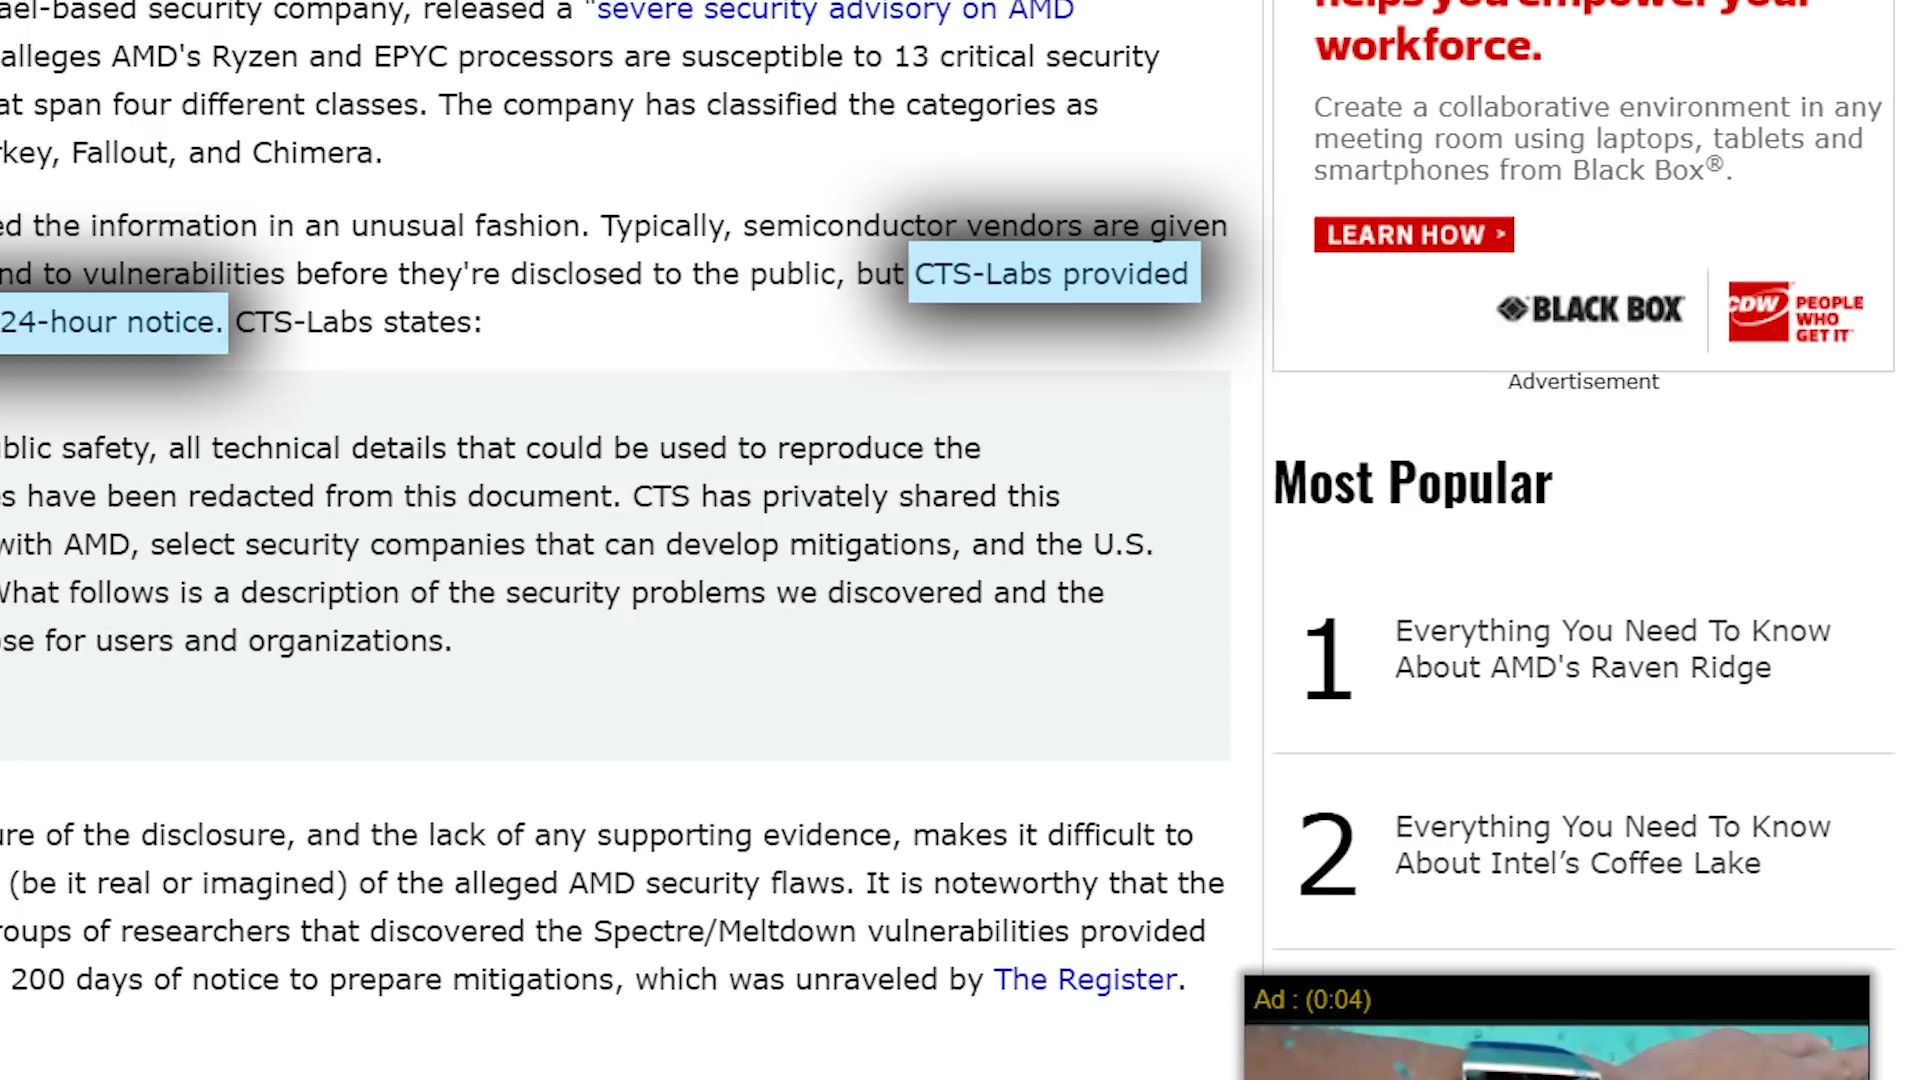 ael-based security company, released a "severe security advisory on AMD
alleges AMD's Ryzen and EPYC processors are susceptible to 13 critical security
at span four different classes. The company has classified the categories as
rkey, Fallout, and Chimera.
ed the information in an unusual fashion. Typically, semiconductor vendors are given
nd to vulnerabilities before they're disclosed to the public, but CTS-Labs provided
24-hour notice. CTS-Labs states:
blic safety, all technical details that could be used to reproduce the
es have been redacted from this document. CTS has privately shared this
with AMD, select security companies that can develop mitigations, and the U.S.
What follows is a description of the security problems we discovered and the
ose for users and organizations.
ure of the disclosure, and the lack of any supporting evidence, makes it difficult to
(be it real or imagined) of the alleged AMD security flaws. It is noteworthy that the
roups of researchers that discovered the Spectre/Meltdown vulnerabilities provided
200 days of notice to prepare mitigations, which was unraveled by The Register.
helps you empower your
workforce.
Create a collaborative environment in any
meeting room using laptops, tablets and
smartphones from Black Box®.
LEARN HOW >
BLACK BOX
CDW
PEOPLE
WHO
GET IT
Advertisement
Most Popular
1
Everything You Need To Know
About AMD's Raven Ridge
2
Everything You Need To Know
About Intel’s Coffee Lake
Ad : (0:04)